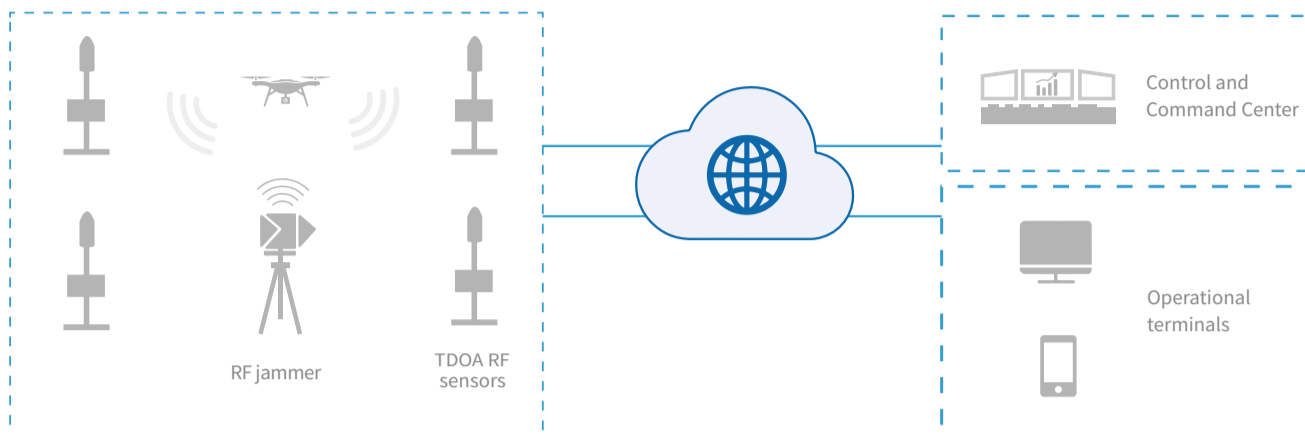 Control and
Command Center
Operational
terminals
RF jammer
TDOA RF
sensors